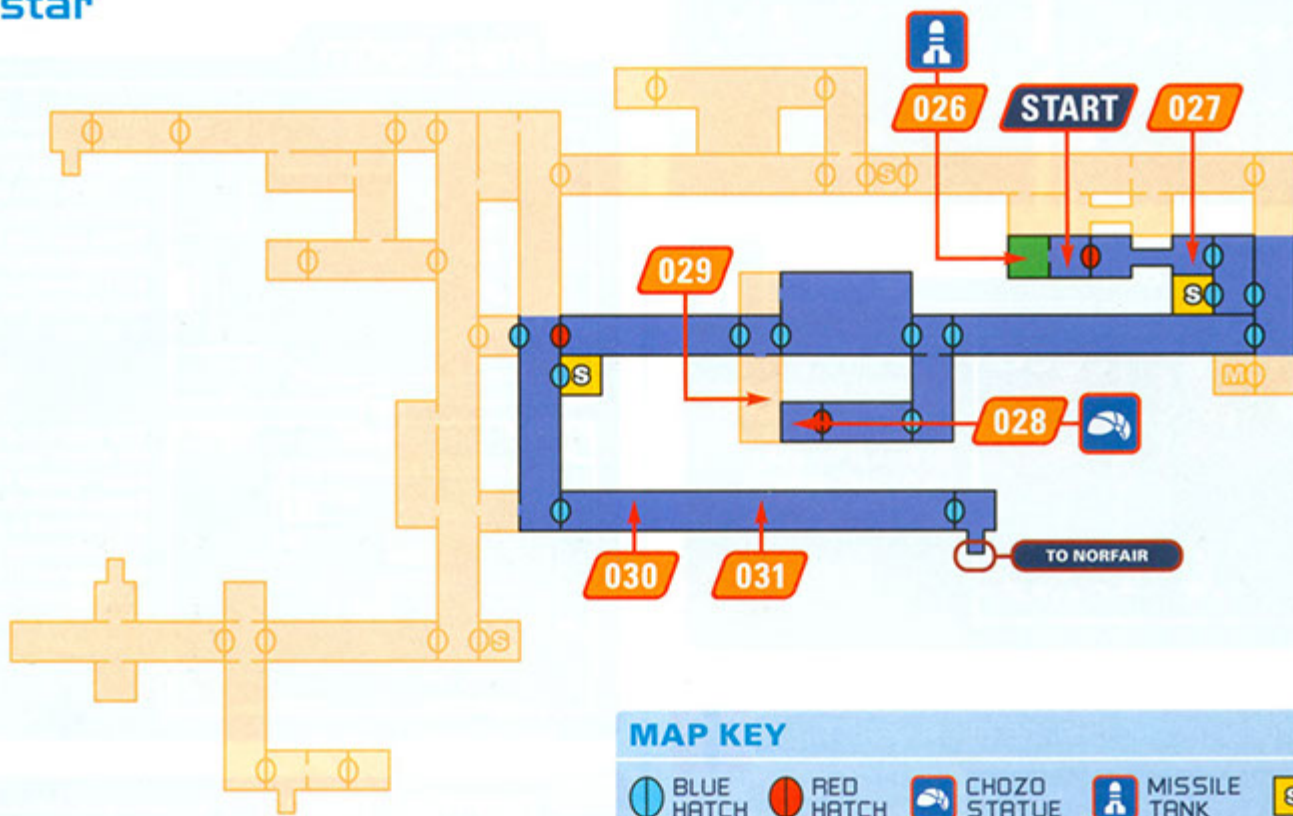 star
026
START
027
S
029
S
S
M
028
030
031
TO NORFAIR
S
MAP KEY
BLUE HATCH
RED HATCH
CHOZO STATUE
MISSILE TANK
S